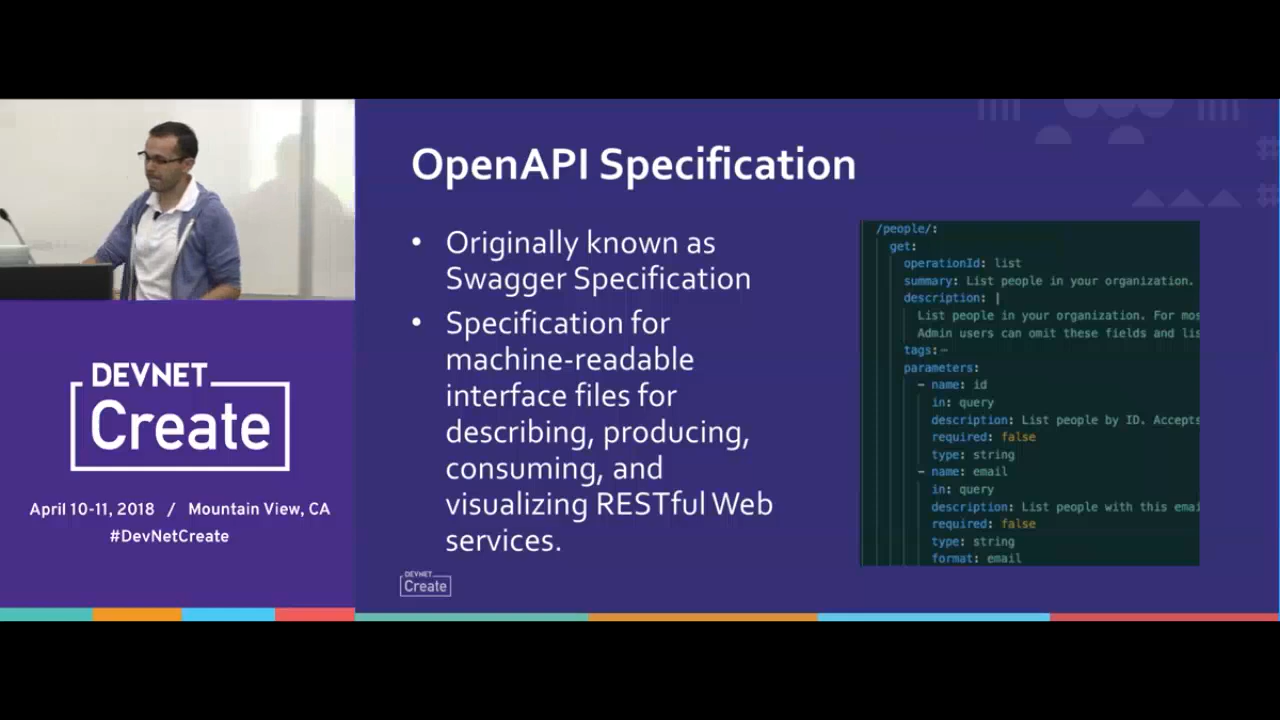 OpenAPI Specification
• Originally known as
Swagger Specification
• Specification for
machine-readable
interface files for
describing, producing,
consuming, and
visualizing RESTful Web
services.
/people/:
get:
operationId: list
summary: List people in your organization.
description: |
List people in your organization. For mos
Admin users can omit these fields and lis
tags:
parameters:
- name: id
in: query
description: List people by ID. Accepts
required: false
type: string
- name: email
in: query
description: List people with this emai
required: false
type: string
format: email
DEVNET
Create
DEVNET
Create
April 10-11, 2018 / Mountain View, CA
#DevNetCreate